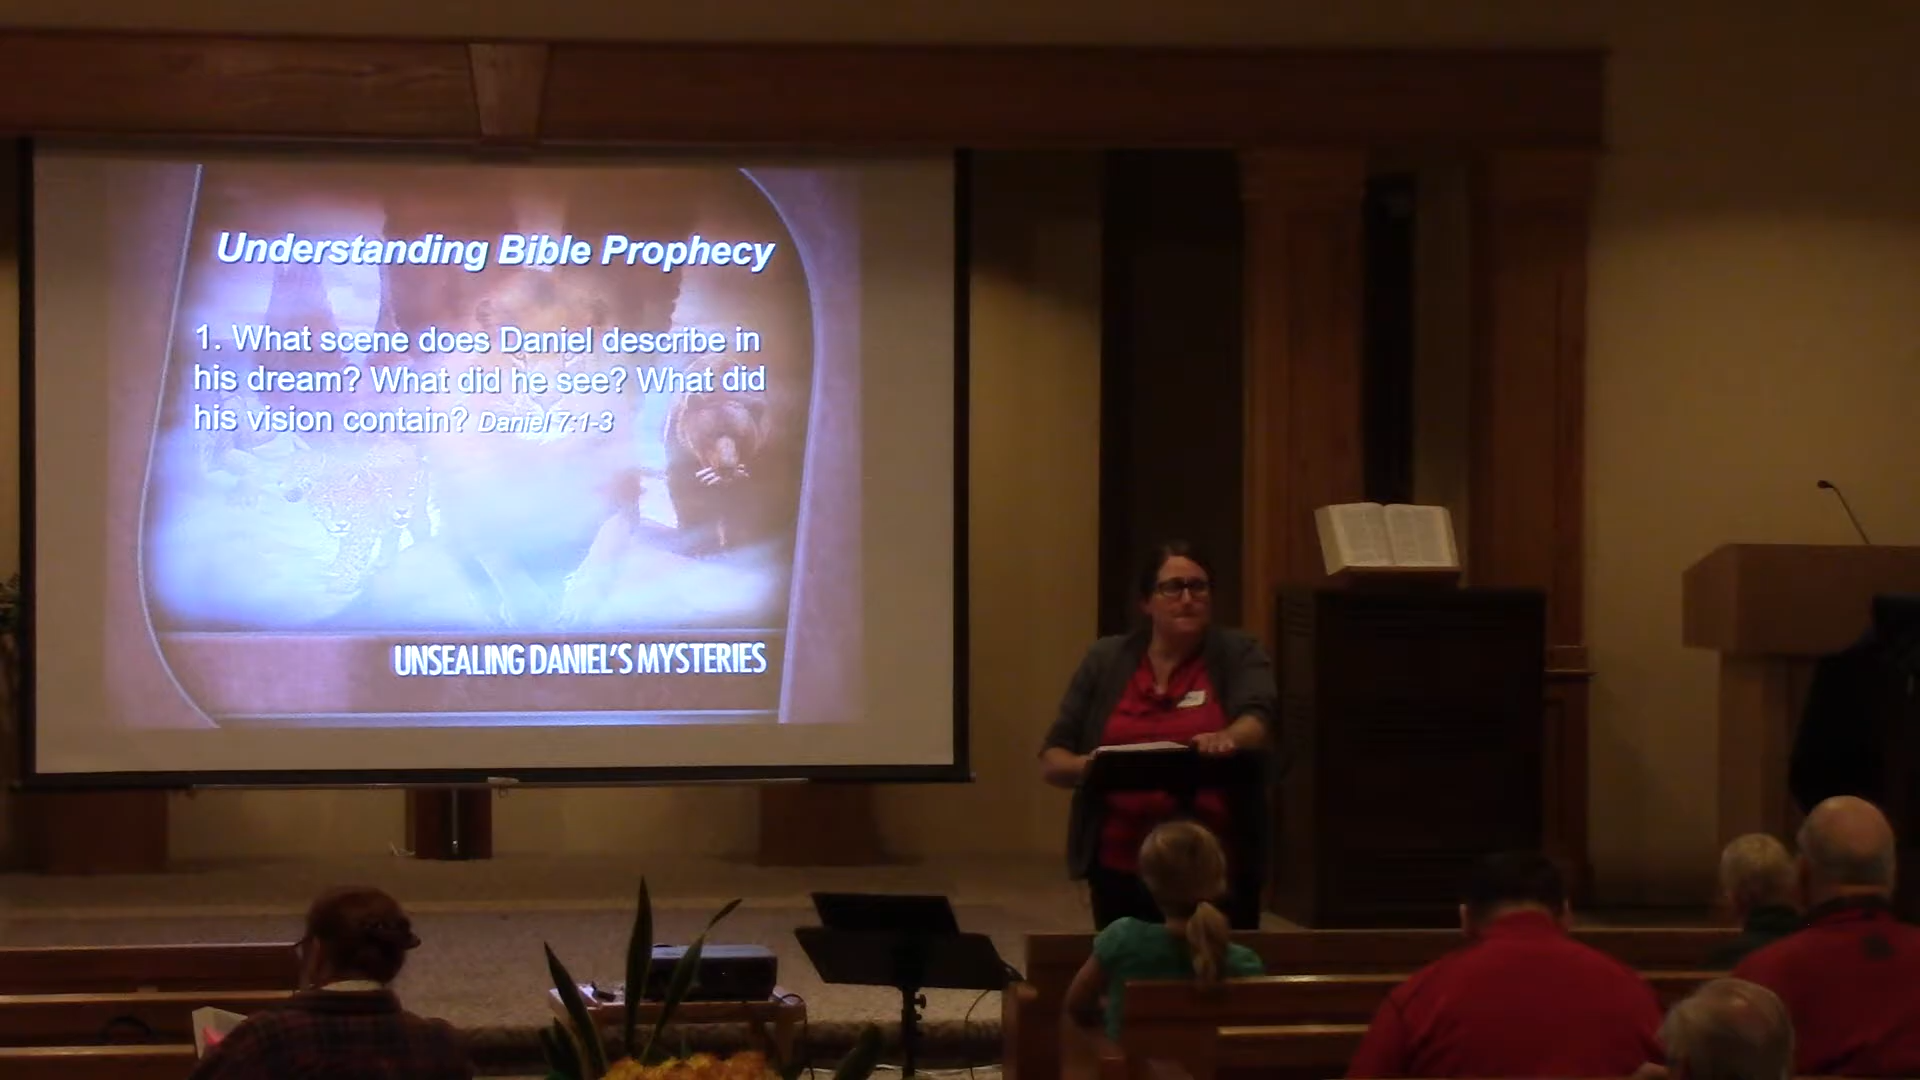 Understanding Bible Prophecy
1. What scene does Daniel describe in
his dream? What did he see? What did
his vision contain? Daniel 7:1-3
UNSEALING DANIEL'S MYSTERIES